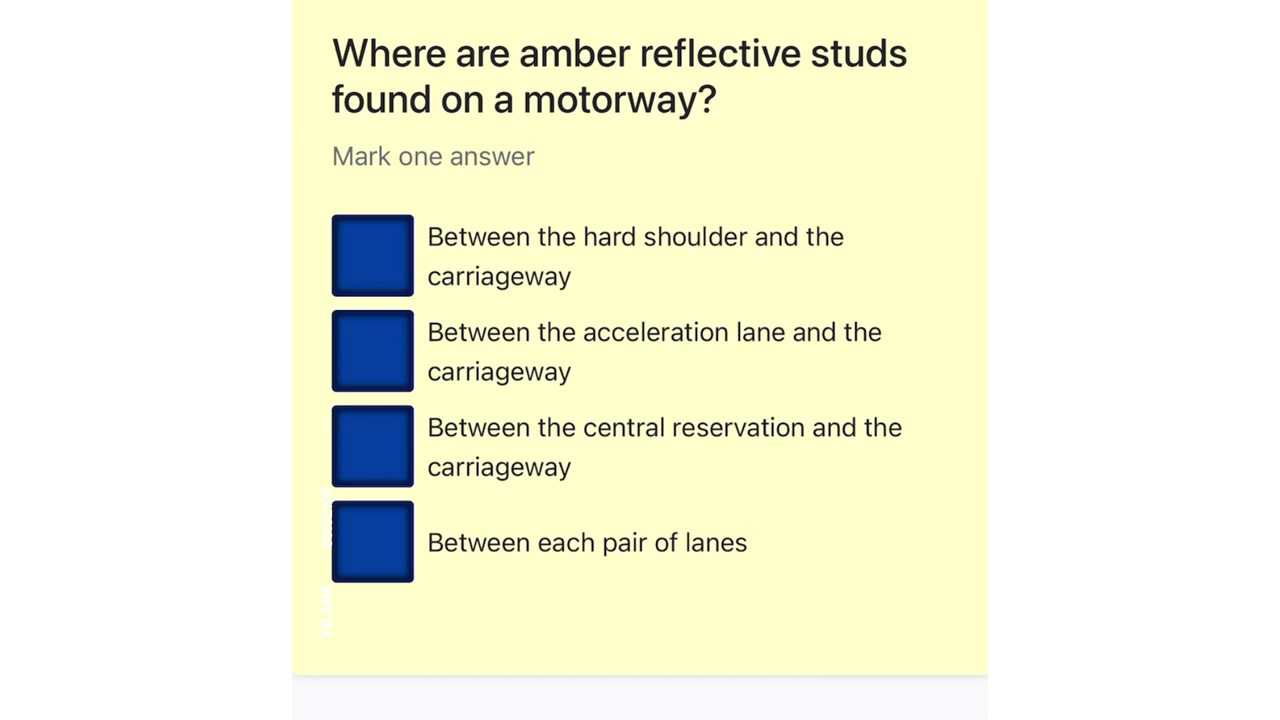 Where are amber reflective studs
found on a motorway?
Mark one answer
Between the hard shoulder and the
carriageway
Between the acceleration lane and the
carriageway
Between the central reservation and the
carriageway
Between each pair of lanes